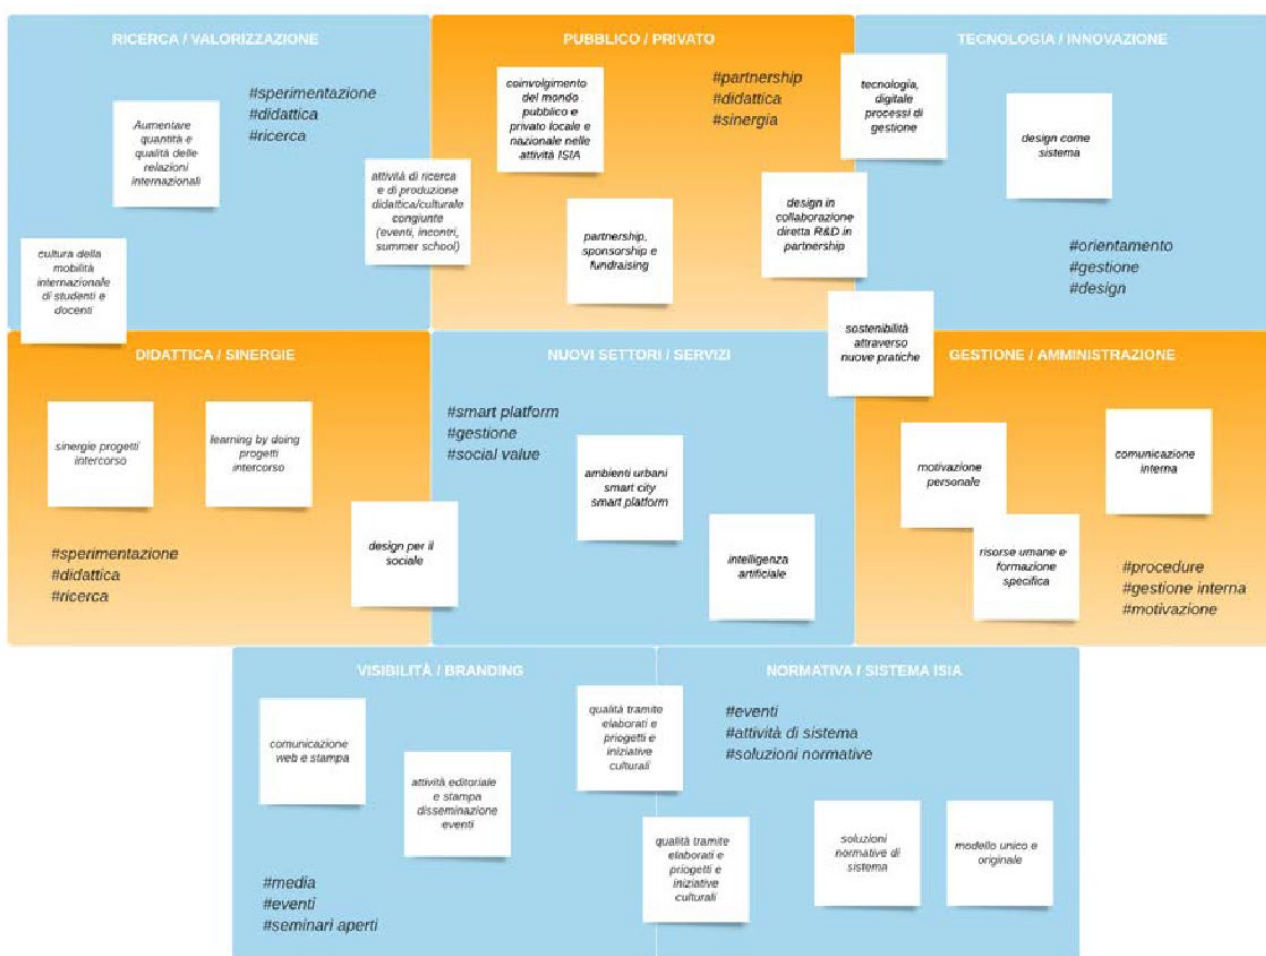 RICERCA / VALORIZZAZIONE
#sperimentazione
#didattica
#ricerca
Aumentare
quantità e
qualità delle
relazioni
internazionali
attività di ricerca
e di produzione
didattica/culturale
congiunte
(eventi, incontri,
summer school)
cultura della
mobilità
internazionale
di studenti e
docenti
PUBBLICO / PRIVATO
coinvolgimento
del mondo
pubblico e
privato locale e
nazionale nelle
attività ISIA
#partnership
#didattica
#sinergia
partnership,
sponsorship e
fundraising
design in
collaborazione
diretta R&D in
partnership
TECNOLOGIA / INNOVAZIONE
tecnologia,
digitale
processi di
gestione
design come
sistema
#orientamento
#gestione
#design
sostenibilità
attraverso
nuove pratiche
DIDATTICA / SINERGIE
sinergie progetti
intercorso
learning by doing
progetti
intercorso
#sperimentazione
#didattica
#ricerca
design per il
sociale
NUOVI SETTORI / SERVIZI
#smart platform
#gestione
#social value
ambienti urbani
smart city
smart platform
intelligenza
artificiale
GESTIONE / AMMINISTRAZIONE
motivazione
personale
comunicazione
interna
risorse umane e
formazione
specifica
#procedure
#gestione interna
#motivazione
VISIBILITÀ / BRANDING
comunicazione
web e stampa
attività editoriale
e stampa
disseminazione
eventi
qualità tramite
elaborati e
priogetti e
iniziative
culturali
#media
#eventi
#seminari aperti
NORMATIVA / SISTEMA ISIA
#eventi
#attività di sistema
#soluzioni normative
qualità tramite
elaborati e
priogetti e
iniziative
culturali
soluzioni
normative di
sistema
modello unico e
originale